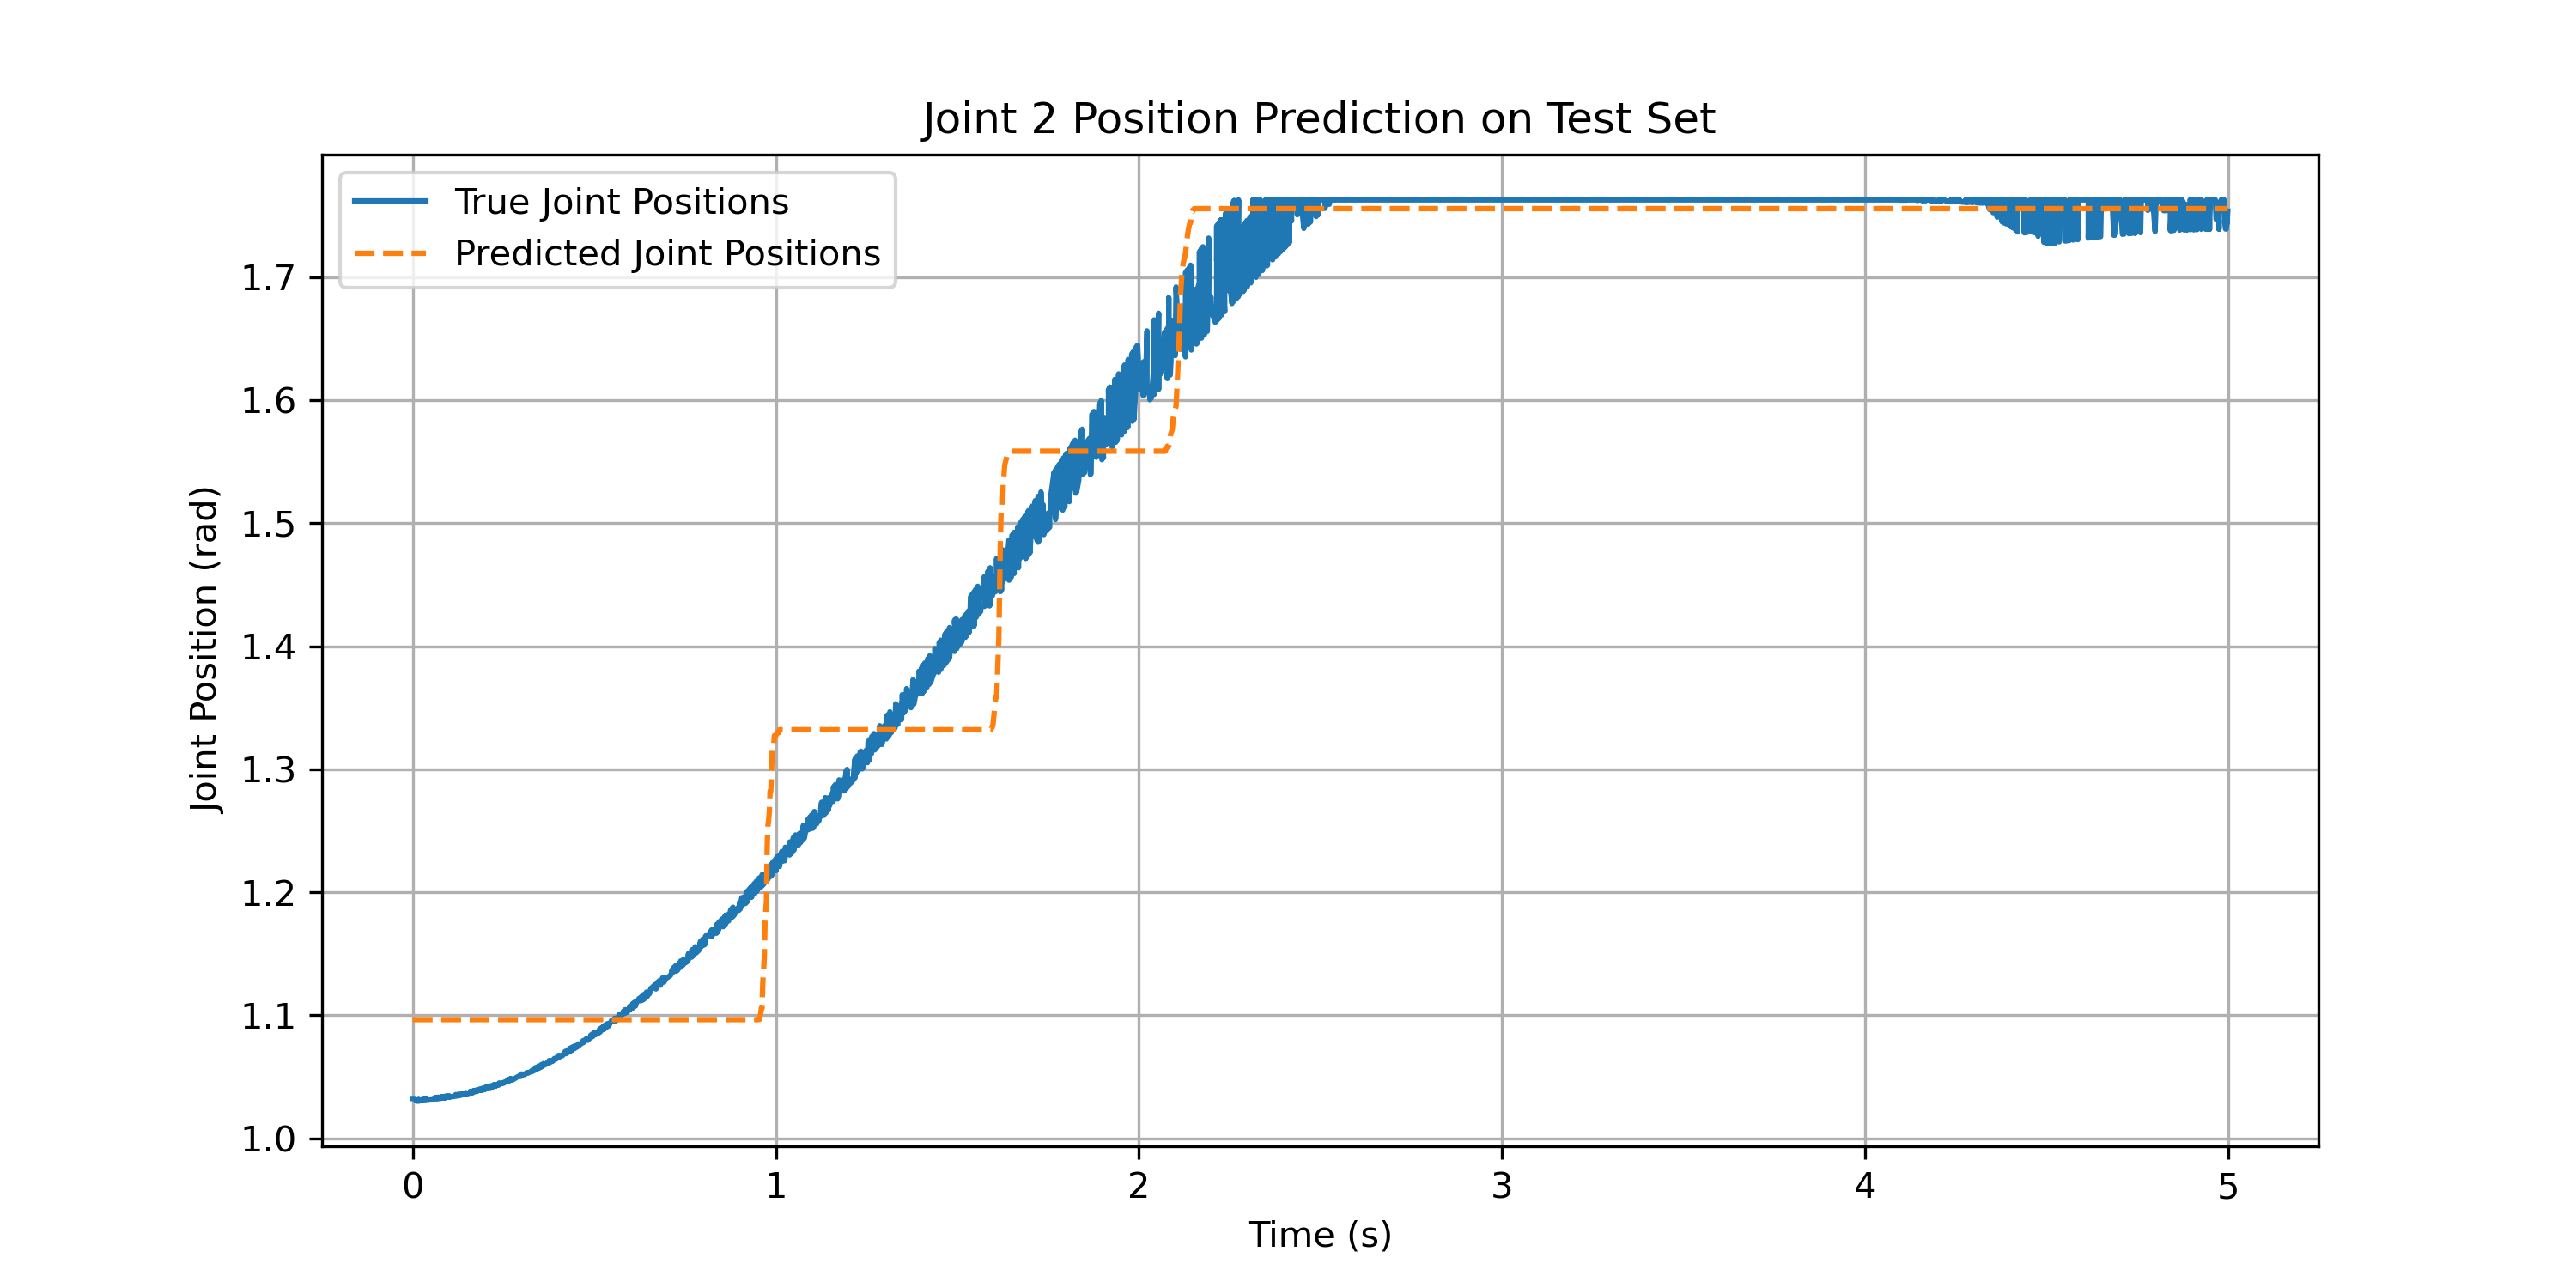 Joint 2 Position Prediction on Test Set
True Joint Positions
Predicted Joint Positions
Joint Position (rad)
1.7
1.6
1.5
1.4
1.3
1.2
1.1
1.0
0 1 2 3 4 5
Time (s)